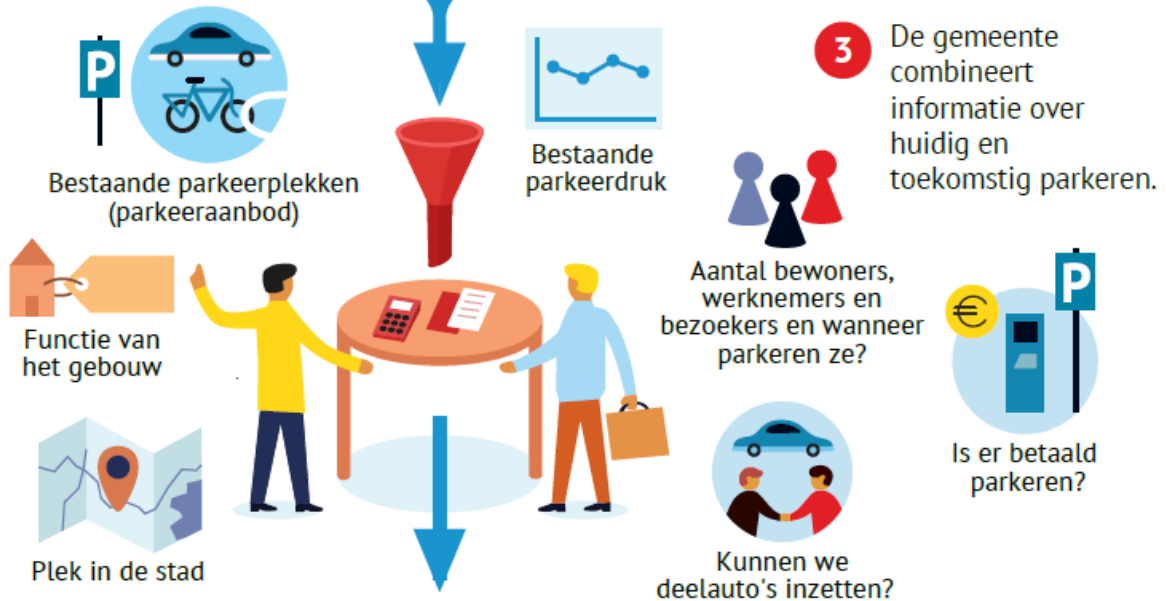 P
Bestaande parkeerplekken
(parkeeraanbod)
Bestaande
parkeerdruk
3
De gemeente
combineert
informatie over
huidig en
toekomstig parkeren.
Functie van
het gebouw
Aantal bewoners,
werknemers en
bezoekers en wanneer
parkeren ze?
€
P
Is er betaald
parkeren?
Plek in de stad
Kunnen we
deelauto's inzetten?